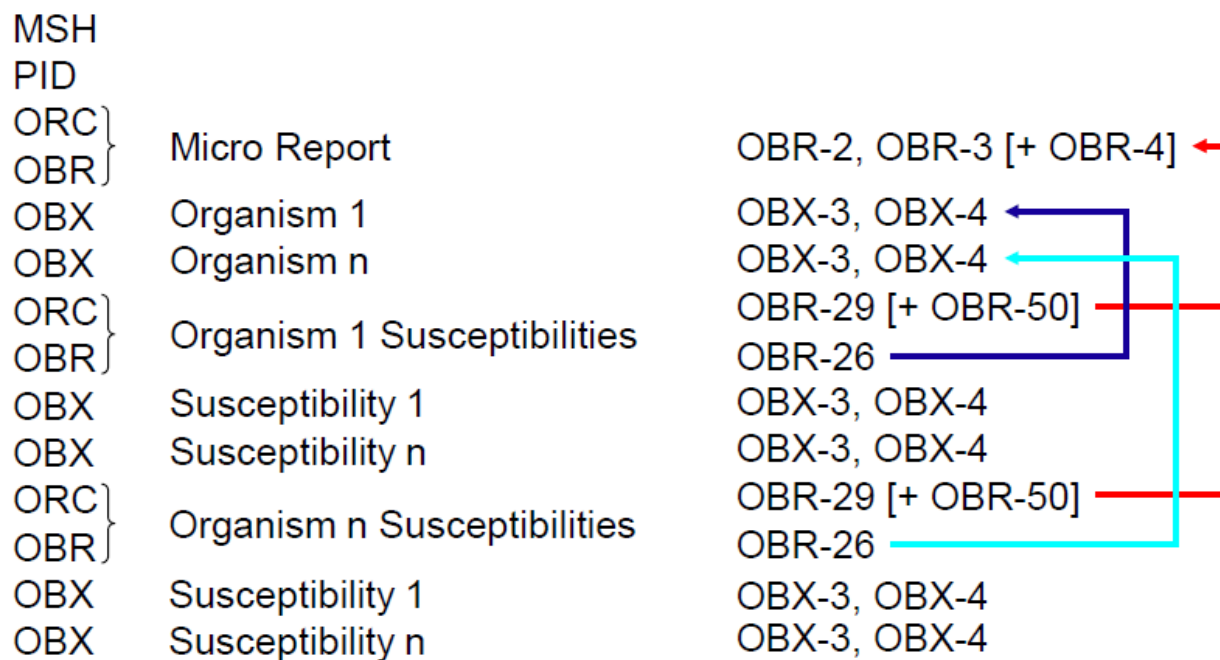 MSH
PID
ORC
Micro Report OBR-2, OBR-3 [+ OBR-4]
OBR
OBX Organism 1 OBX-3, OBX-4
OBX Organism n OBX-3, OBX-4
ORC OBR-29 [+ OBR-50]
Organism 1 Susceptibilities
OBR OBR-26
OBX Susceptibility 1 OBX-3, OBX-4
OBX Susceptibility n OBX-3, OBX-4
ORC OBR-29 [+ OBR-50]
Organism n Susceptibilities
OBR OBR-26
OBX Susceptibility 1 OBX-3, OBX-4
OBX Susceptibility n OBX-3, OBX-4